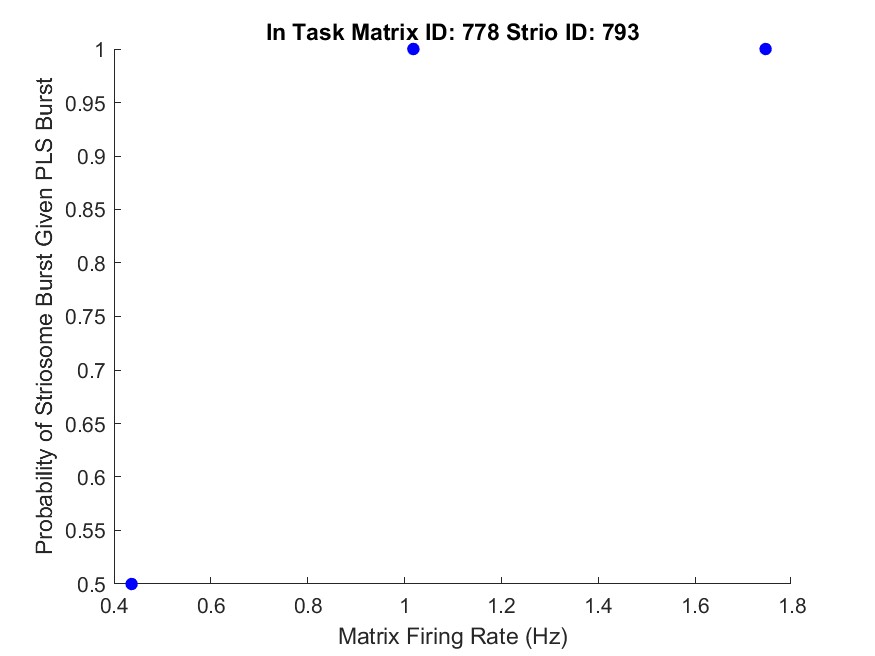 In Task Matrix ID: 778 Strio ID: 793
Probability of Striosome Burst Given PLS Burst
1
0.95
0.9
0.85
0.8
0.75
0.7
0.65
0.6
0.55
0.5
0.4 0.6 0.8 1 1.2 1.4 1.6 1.8
Matrix Firing Rate (Hz)